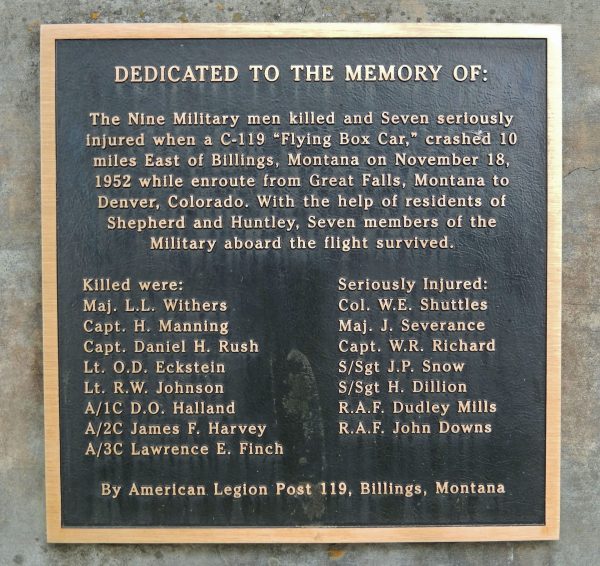 DEDICATED TO THE MEMORY OF:
The Nine Military men killed and Seven seriously
injured when a C-119 "Flying Box Car," crashed 10
miles East of Billings, Montana on November 18,
1952 while enroute from Great Falls, Montana to
Denver, Colorado. With the help of residents of
Shepherd and Huntley, Seven members of the
Military aboard the flight survived.
Killed were:
Maj. L.L. Withers
Capt. H. Manning
Capt. Daniel H. Rush
Lt. O.D. Eckstein
Lt. R.W. Johnson
A/1C D.O. Halland
A/2C James F. Harvey
A/3C Lawrence E. Finch
Seriously Injured:
Col. W.E. Shuttles
Maj. J. Severance
Capt. W.R. Richard
S/Sgt J.P. Snow
S/Sgt H. Dillion
R.A.F. Dudley Mills
R.A.F. John Downs
By American Legion Post 119, Billings, Montana